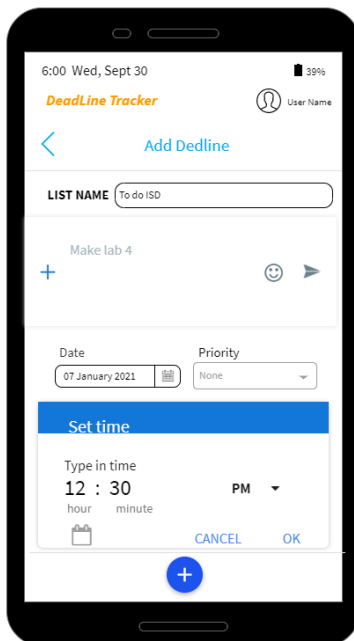 6:00 Wed, Sept 30 39%
DeadLine Tracker User Name
Add Dedline
LIST NAME To do ISD
Make lab 4
Date Priority
07 January 2021 None
Set time
Type in time
12 : 30 PM
hour minute
CANCEL OK